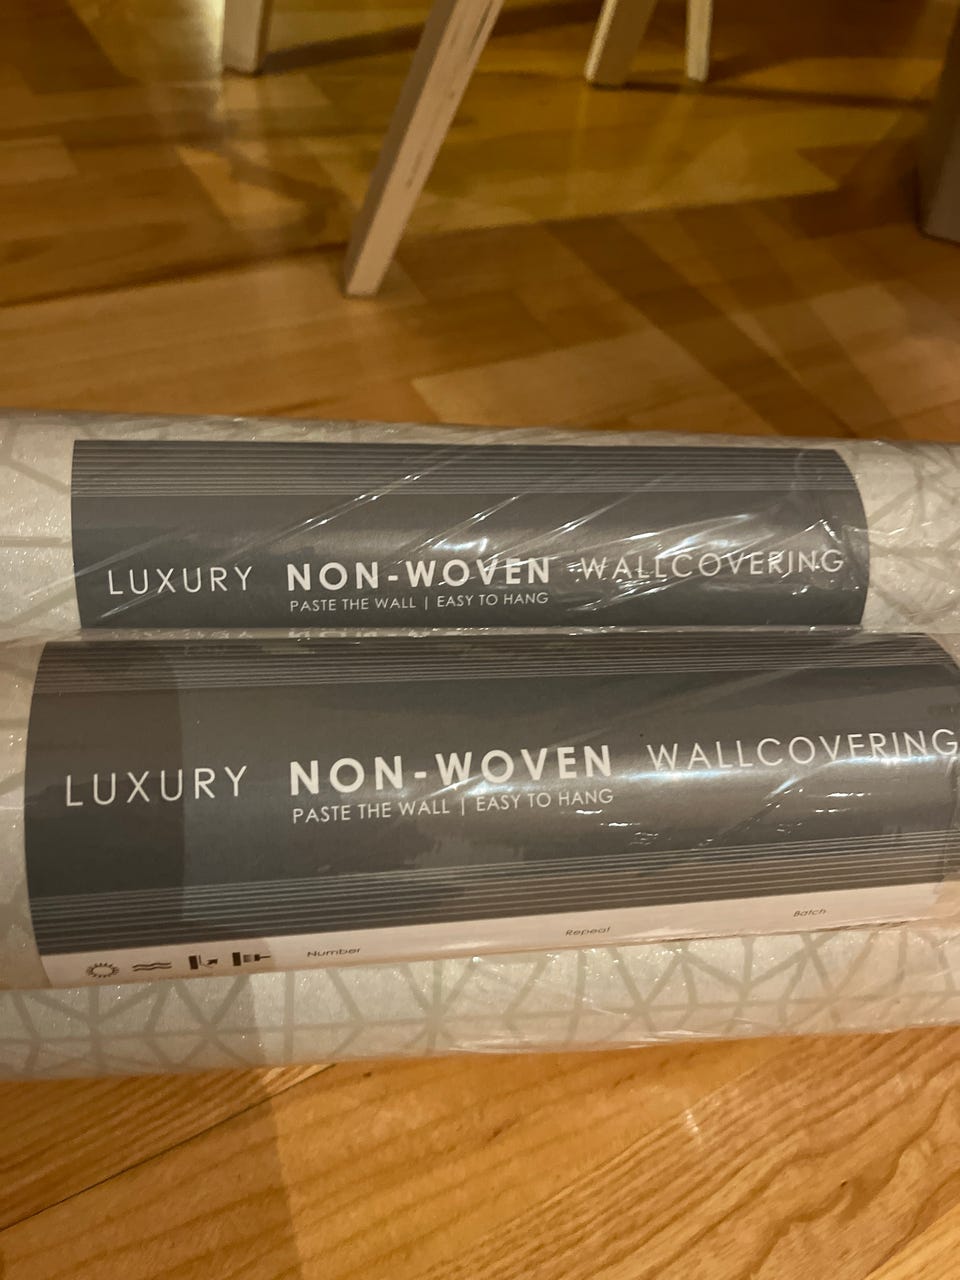 LUXURY NON-WOVEN WALLCOVERING
PASTE THE WALL | EASY TO HANG
LUXURY NON-WOVEN WALLCOVERING
PASTE THE WALL | EASY TO HANG
Number Repeat Batch